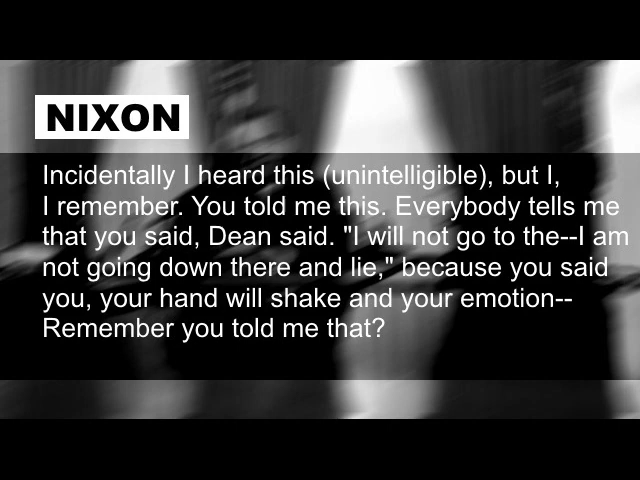 NIXON
Incidentally I heard this (unintelligible), but I,
I remember. You told me this. Everybody tells me
that you said, Dean said. "I will not go to the--I am
not going down there and lie," because you said
you, your hand will shake and your emotion--
Remember you told me that?